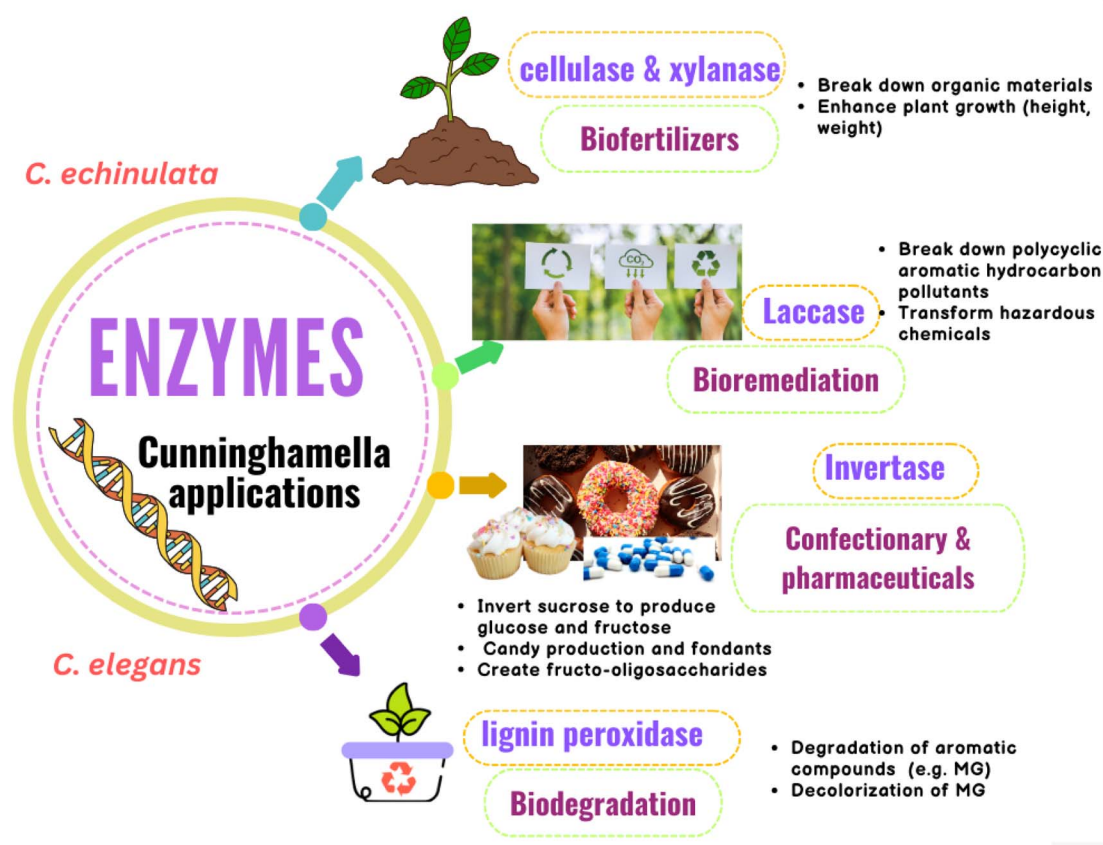 cellulase & xylanase
• Break down organic materials
• Enhance plant growth (height,
weight)
Biofertilizers
C. echinulata
CO₂
• Break down polycyclic
aromatic hydrocarbon
pollutants
• Transform hazardous
chemicals
Laccase
Bioremediation
ENZYMES
Cunninghamella
applications
Invertase
Confectionary &
pharmaceuticals
• Invert sucrose to produce
glucose and fructose
• Candy production and fondants
• Create fructo-oligosaccharides
C. elegans
lignin peroxidase
• Degradation of aromatic
compounds (e.g. MG)
• Decolorization of MG
Biodegradation